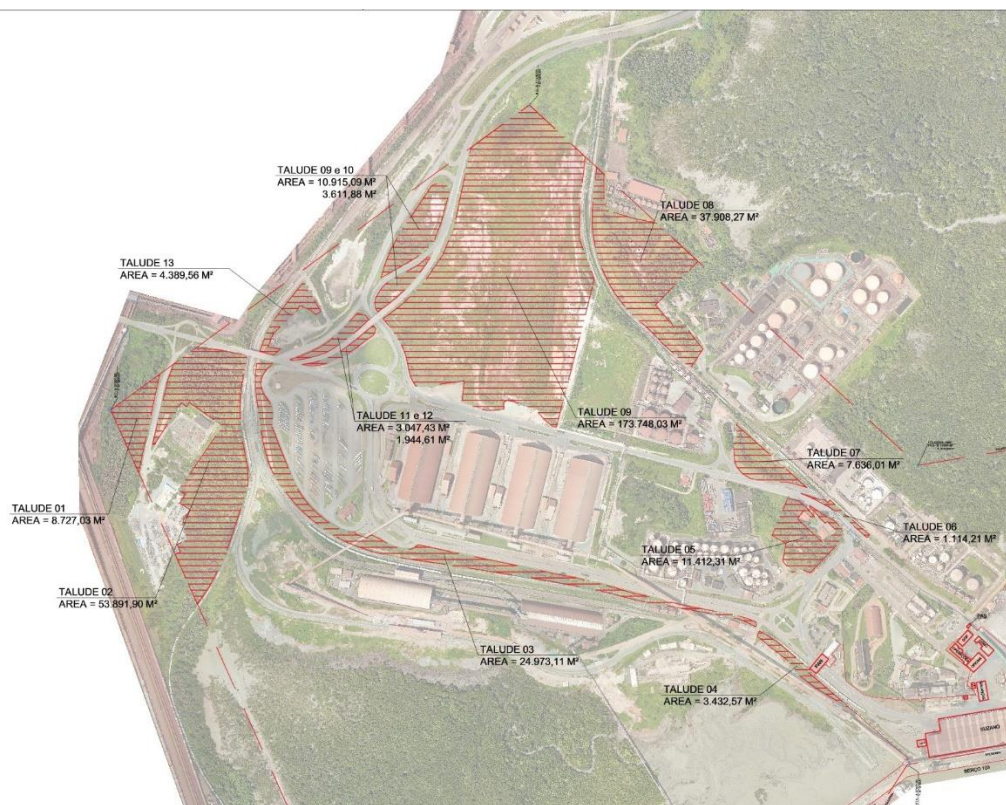 TALUDE 09 e 10
AREA = 10.915,09 M²
3.611,88 M²
TALUDE 08
AREA = 37.908,27 M²
TALUDE 13
AREA = 4.389,56 M²
TALUDE 11 e 12
AREA = 3.047,43 M²
1.944,61 M²
TALUDE 09
AREA = 173.748,03 M²
TALUDE 07
AREA = 7.636,01 M²
TALUDE 01
AREA = 8.727,03 M²
TALUDE 06
AREA = 1.114,21 M²
TALUDE 05
AREA = 11.412,31 M²
TALUDE 02
AREA = 53.891,90 M²
TALUDE 03
AREA = 24.973,11 M²
TALUDE 04
AREA = 3.432,57 M²
SUZANO